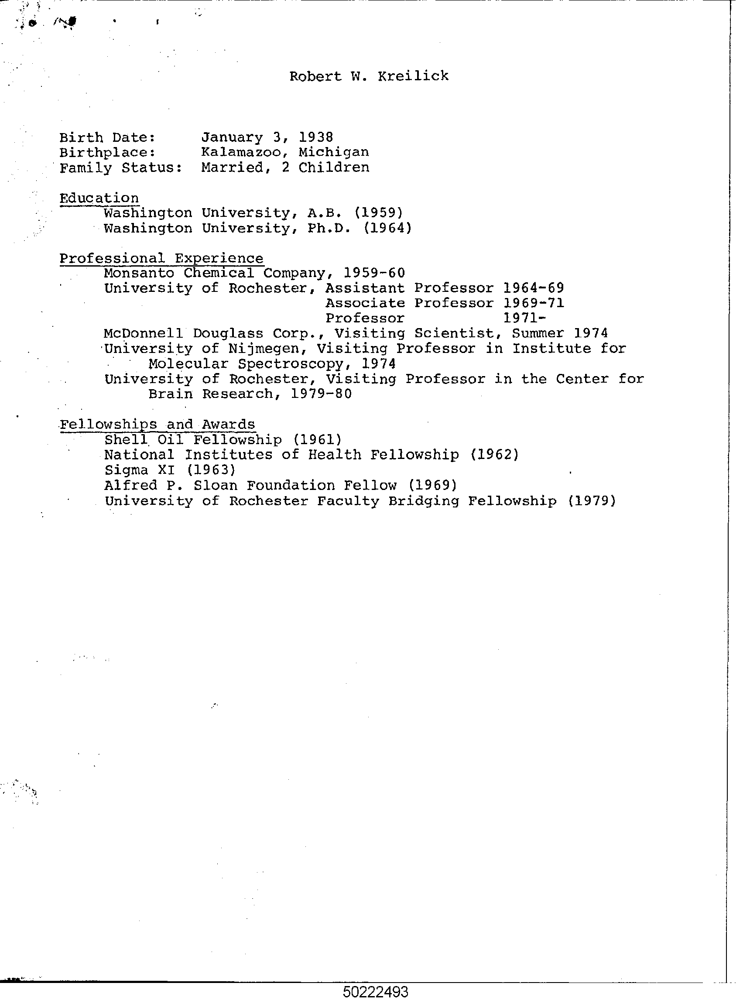 Robert W. Kreilick
Birth Date: January 3, 1938
Birthplace: Kalamazoo, Michigan
Family Status: Married, 2 Children
Education
Washington University, A.B. (1959)
Washington University, Ph.D. (1964)
Professional Experience
Monsanto Chemical Company, 1959-60
University of Rochester, Assistant Professor 1964-69
Associate Professor 1969-71
Professor 1971-
McDonnell Douglass Corp., Visiting Scientist, Summer 1974
University of Nijmegen, Visiting Professor in Institute for
Molecular Spectroscopy, 1974
University of Rochester, Visiting Professor in the Center for
Brain Research, 1979-80
Fellowships and Awards
Shell Oil Fellowship (1961)
National Institutes of Health Fellowship (1962)
Sigma XI (1963)
Alfred P. Sloan Foundation Fellow (1969)
University of Rochester Faculty Bridging Fellowship (1979)
50222493